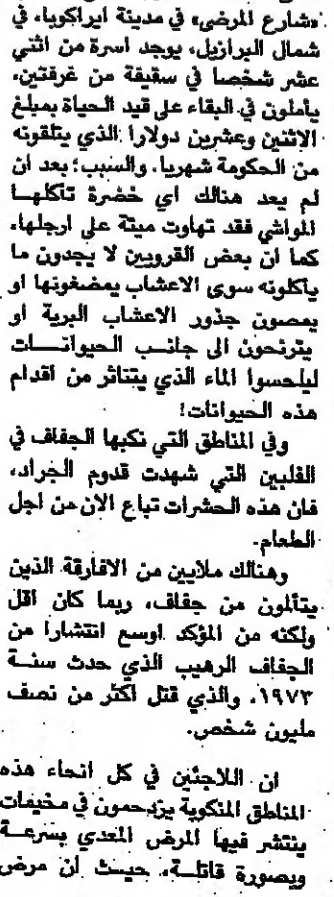 «شارع المرضى» في مدينة ايراكوبا، في
شمال البرازيل، يوجد اسرة من اثني
عشر شخصا في سقيفة من غرفتين،
يأملون في البقاء على قيد الحياة بمبلغ
الاثنين وعشرين دولارا الذي يتلقونه
من الحكومة شهريا. والسبب؛ بعد ان
لم يعد هنالك اي خضرة تأكلها
المواشي فقد تهاوت ميتة على ارجلها،
كما ان بعض القرويين لا يجدون ما
يأكلونه سوى الاعشاب يمضغونها او
يمصون جذور الاعشاب البرية او
يترنحون الى جانب الحيوانات
ليلحسوا الماء الذي يتناثر من اقدام
هذه الحيوانات!
وفي المناطق التي نكبها الجفاف في
الفلبين التي شهدت قدوم الجراد،
فان هذه الحشرات تباع الان من اجل
الطعام.
وهنالك ملايين من الافارقة الذين
يتألون من جفاف، ربما كان اقل
ولكنه من المؤكد اوسع انتشارا من
الجفاف الرهيب الذي حدث سنة
١٩٧٣، والذي قتل اكثر من نصف
مليون شخص.
ان اللاجئين في كل انحاء هذه
المناطق المنكوبة يزدحمون في مخيمات
ينتشر فيها المرض المعدي بسرعة
وبصورة قاتلة، حيث ان مرض